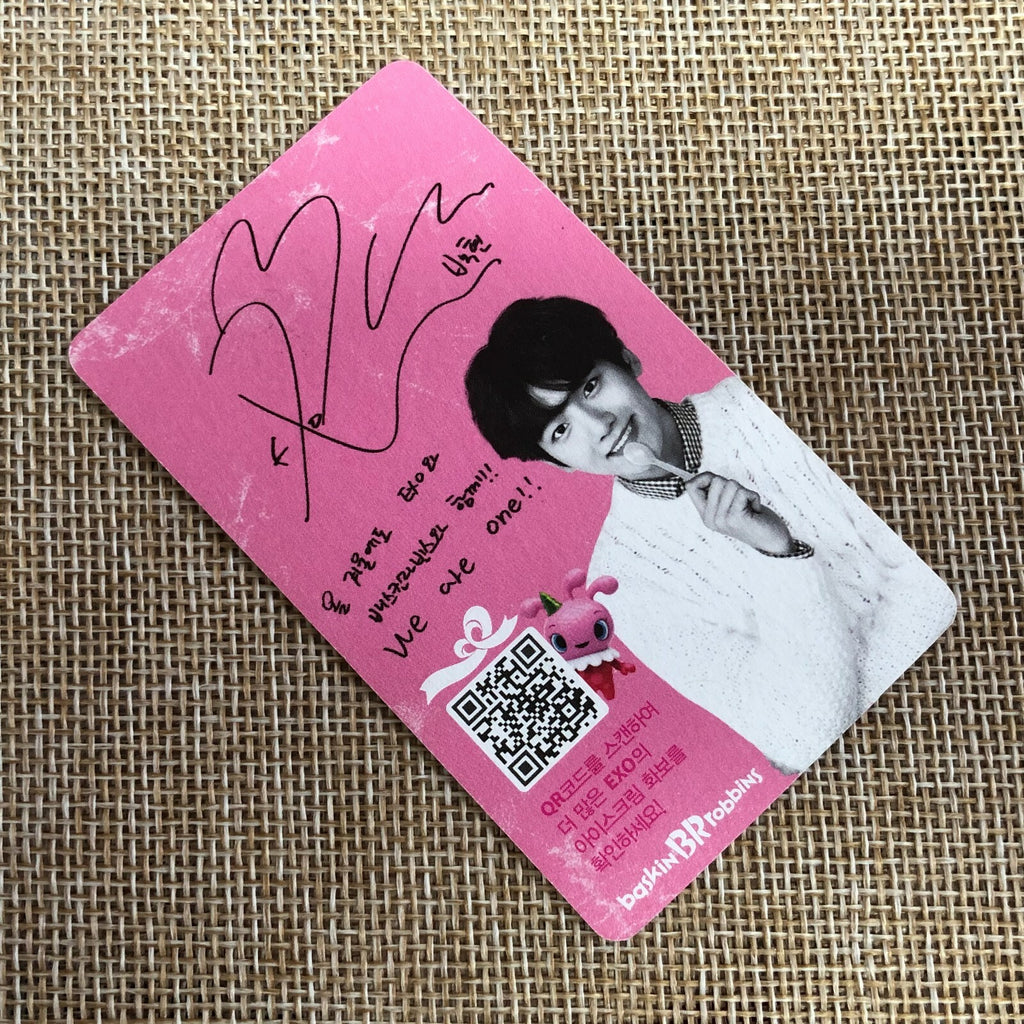 백현
올 겨울에도 EXO와
배스킨라빈스와 함께!!
We are one!!
QR코드를 스캔하여
더 많은 EXO의
아이스크림 화보를
확인하세요!
baskin BR robbins